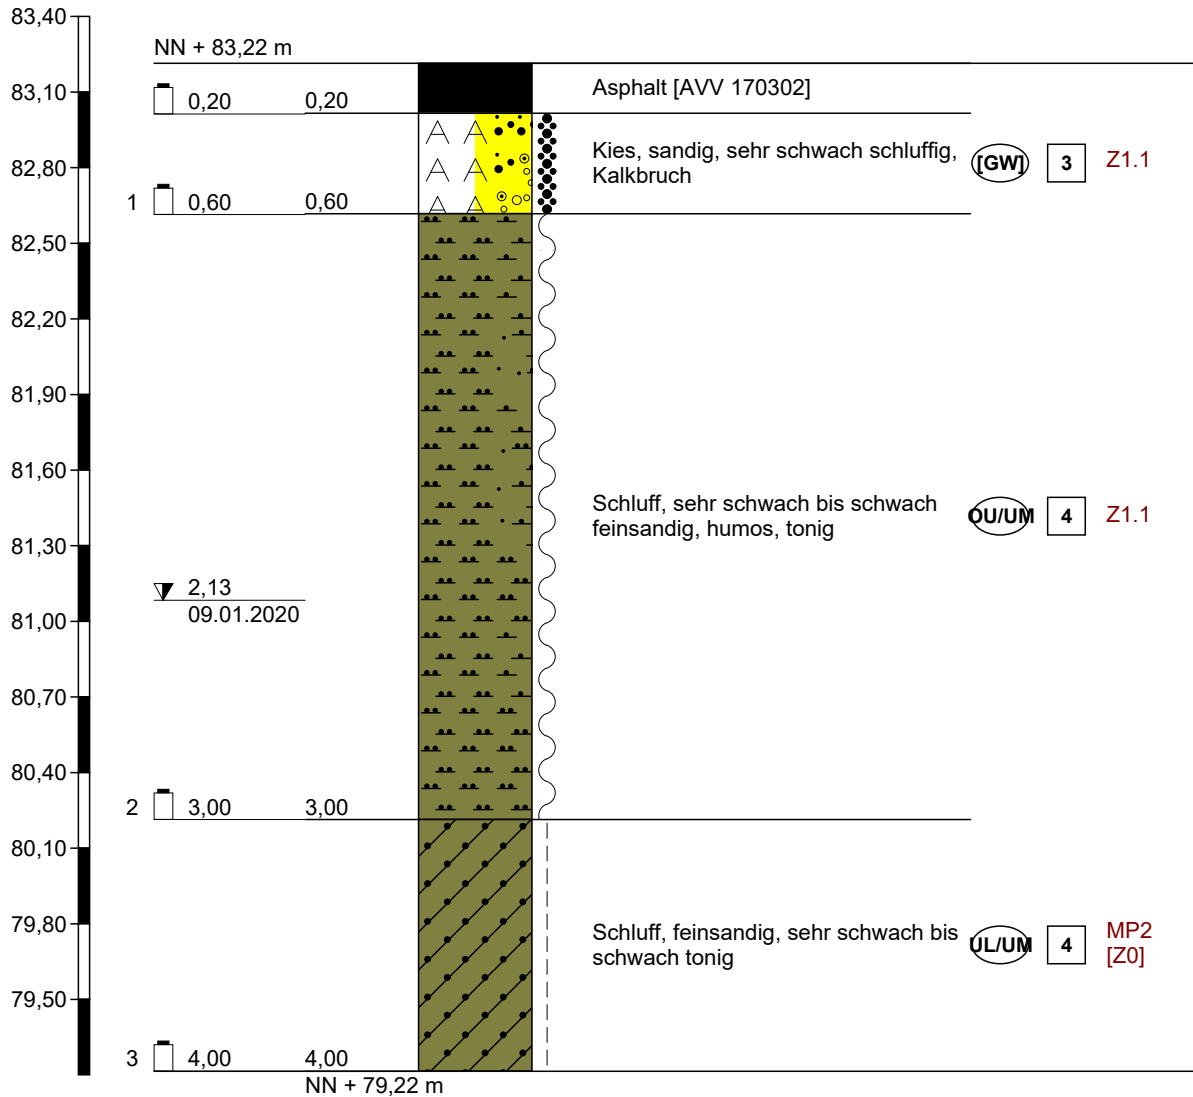 83,40
NN + 83,22 m
Asphalt [AVV 170302]
83,10
0,20 0,20
Kies, sandig, sehr schwach schluffig,
Kalkbruch
[GW] 3 Z1.1
82,80
1 0,60 0,60
82,50
82,20
81,90
81,60
Schluff, sehr schwach bis schwach
feinsandig, humos, tonig
OU/UM 4 Z1.1
81,30
2,13
09.01.2020
81,00
80,70
80,40
2 3,00 3,00
80,10
79,80
Schluff, feinsandig, sehr schwach bis
schwach tonig
UL/UM 4 MP2
[Z0]
79,50
3 4,00 4,00
NN + 79,22 m